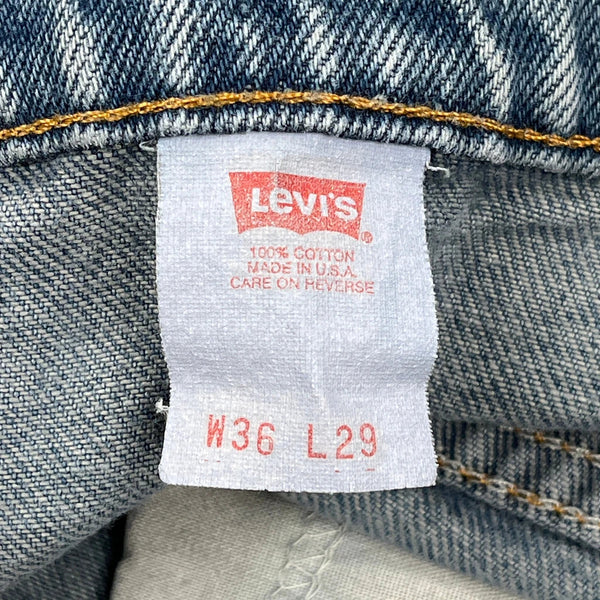 Levi's
®
100% COTTON
MADE IN U.S.A.
CARE ON REVERSE
W36 L29